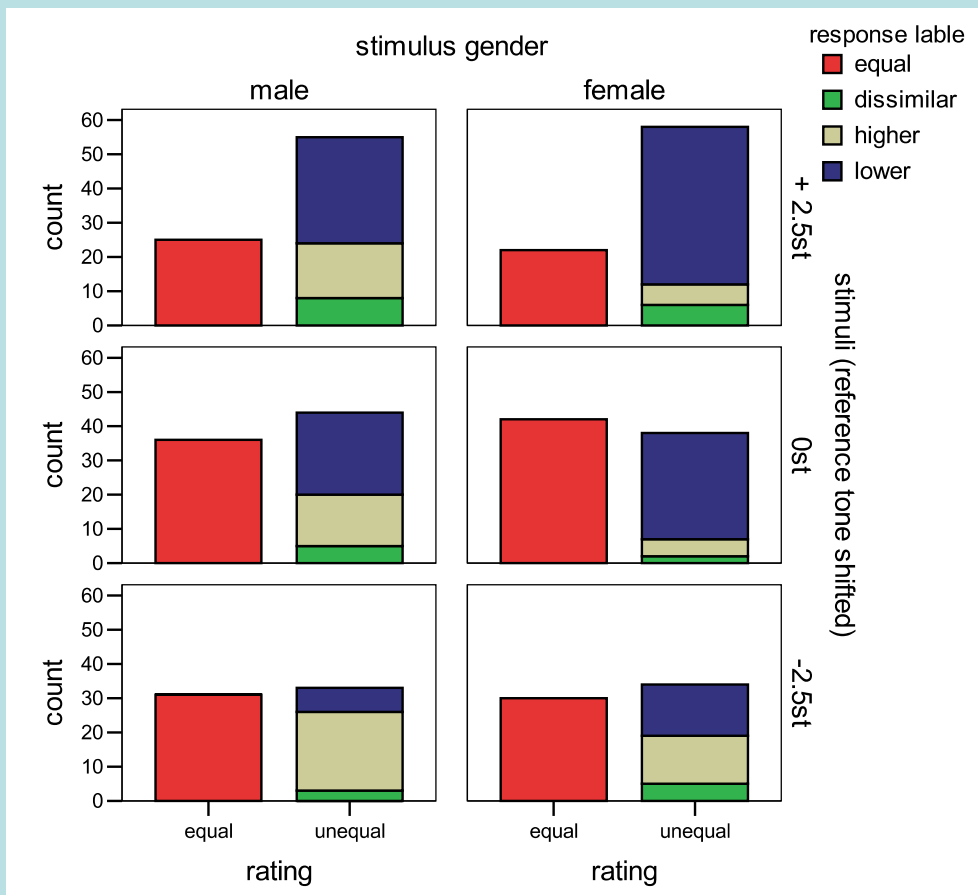 stimulus gender
male
female
response lable
equal
dissimilar
higher
lower
60
50
40
30
20
10
0
count
+ 2.5st
60
50
40
30
20
10
0
count
0st
60
50
40
30
20
10
0
count
-2.5st
stimuli (reference tone shifted)
equal
unequal
equal
unequal
rating
rating